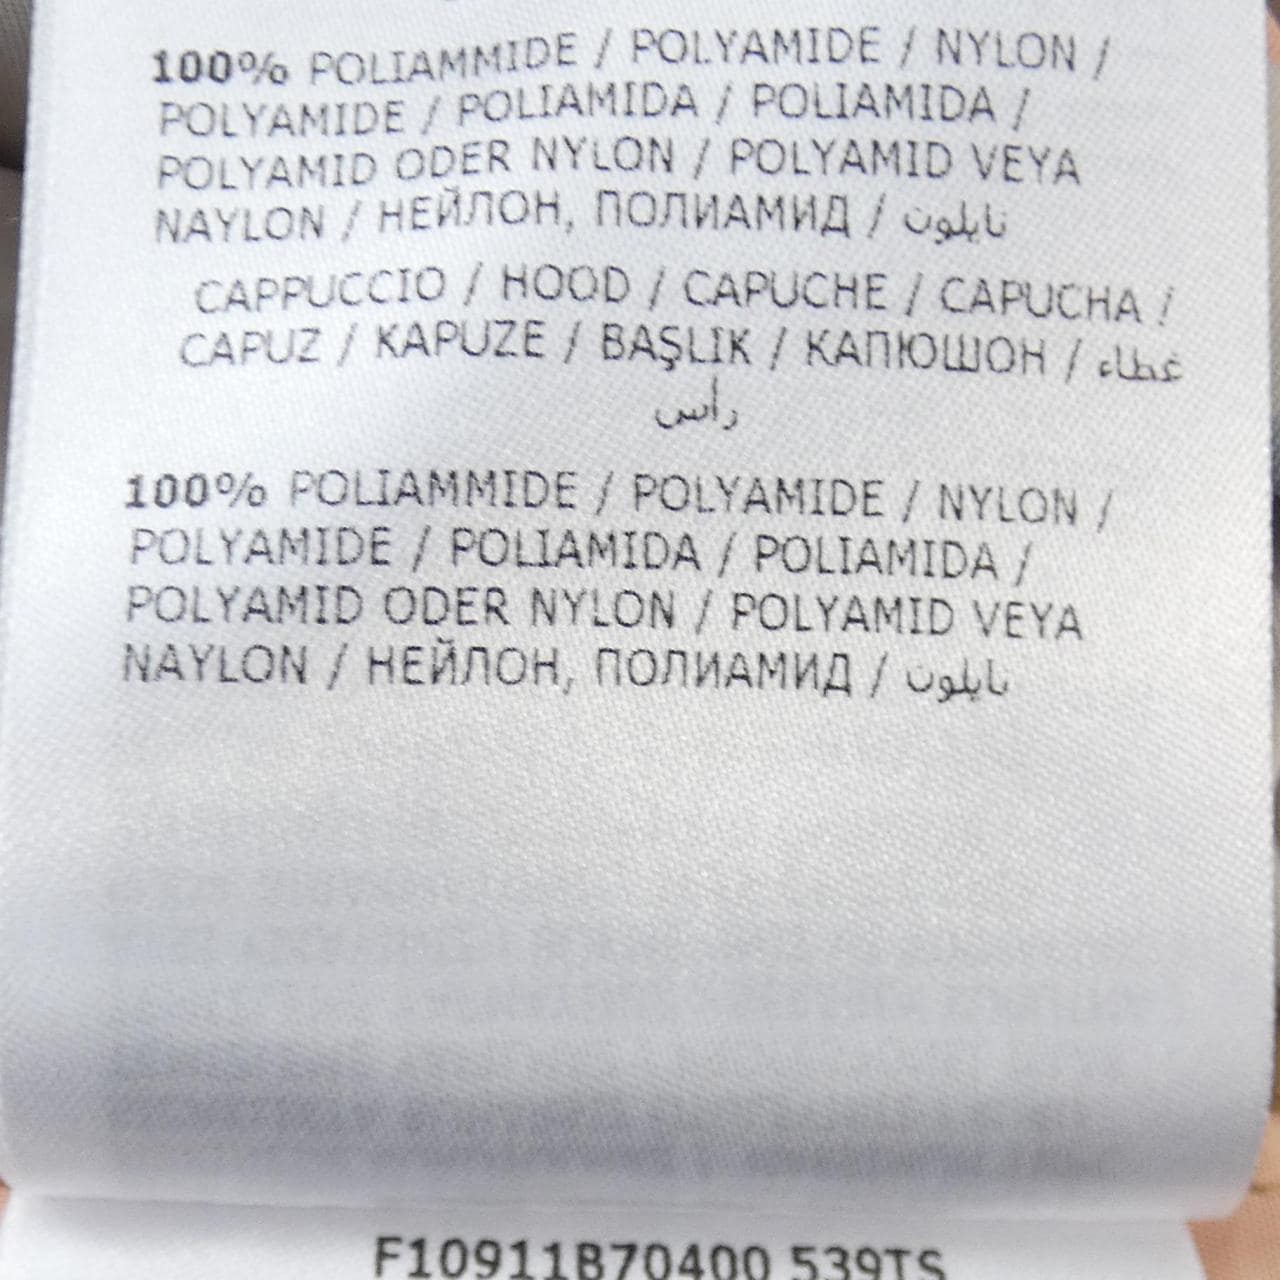 100% POLIAMMIDE / POLYAMIDE / NYLON /
POLYAMIDE / POLIAMIDA / POLIAMIDA /
POLYAMID ODER NYLON / POLYAMID VEYA
NAYLON / НЕЙЛОН, ПОЛИАМИД / نايلون
CAPPUCCIO / HOOD / CAPUCHE / CAPUCHA /
CAPUZ / KAPUZE / BAŞLIK / КАПЮШОН / غطاء
رأس
100% POLIAMMIDE / POLYAMIDE / NYLON /
POLYAMIDE / POLIAMIDA / POLIAMIDA /
POLYAMID ODER NYLON / POLYAMID VEYA
NAYLON / НЕЙЛОН, ПОЛИАМИД / نايلون
F10911B70400 539TS